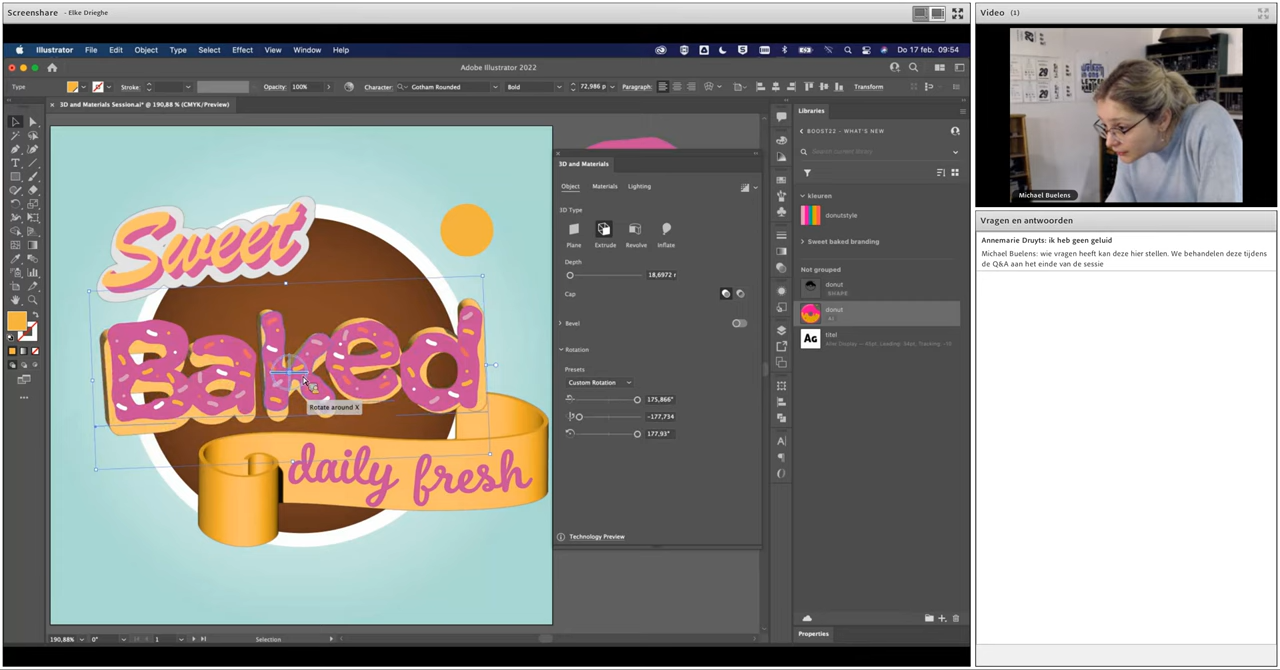 Screenshare - Elke Drieghe
Illustrator File Edit Object Type Select Effect View Window Help
Do 17 feb. 09:54
Adobe Illustrator 2022
Type
Stroke:
Opacity: 100%
Character:
Gotham Rounded
Bold
72,986 p
Paragraph:
Transform
× 3D and Materials Session.ai* @ 190,88 % (CMYK/Preview)
Sweet
Baked
daily fresh
Rotate around X
190,88%
0°
1
Selection
3D and Materials
Object Materials Lighting
3D Type
Plane Extrude Revolve Inflate
Depth
18,6972
Cap
Bevel
Rotation
Presets
Custom Rotation
175,866°
-177,734
177,93°
Technology Preview
Libraries
BOOST22 - WHAT'S NEW
Search current library
kleuren
donutstyle
Sweet baked branding
Not grouped
donut
SHAPE
donut
AI
titel
Ag
Properties
Video (1)
Michael Buelens
Vragen en antwoorden
Annemarie Druyts: ik heb geen geluid
Michael Buelens: wie vragen heeft kan deze hier stellen. We behandelen deze tijdens
de Q&A aan het einde van de sessie